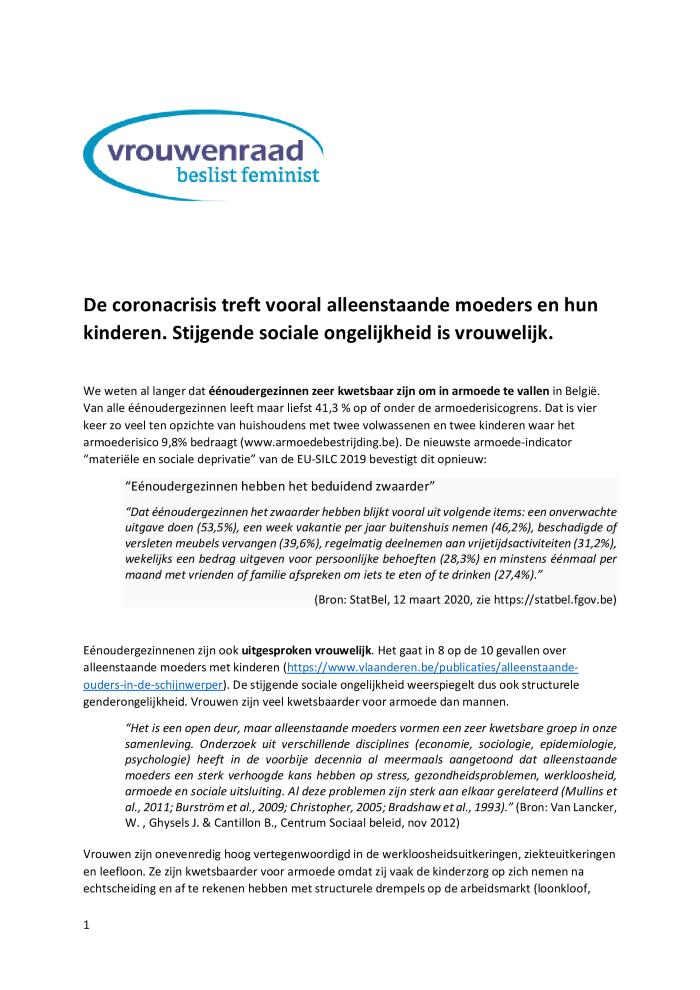 vrouwenraad
beslist feminist
De coronacrisis treft vooral alleenstaande moeders en hun
kinderen. Stijgende sociale ongelijkheid is vrouwelijk.
We weten al langer dat éénoudergezinnen zeer kwetsbaar zijn om in armoede te vallen in België.
Van alle éénoudergezinnen leeft maar liefst 41,3 % op of onder de armoederisicogrens. Dat is vier
keer zo veel ten opzichte van huishoudens met twee volwassenen en twee kinderen waar het
armoederisico 9,8% bedraagt (www.armoedebestrijding.be). De nieuwste armoede-indicator
“materiële en sociale deprivatie” van de EU-SILC 2019 bevestigt dit opnieuw:
“Eénoudergezinnen hebben het beduidend zwaarder”
“Dat éénoudergezinnen het zwaarder hebben blijkt vooral uit volgende items: een onverwachte
uitgave doen (53,5%), een week vakantie per jaar buitenshuis nemen (46,2%), beschadigde of
versleten meubels vervangen (39,6%), regelmatig deelnemen aan vrijetijdsactiviteiten (31,2%),
wekelijks een bedrag uitgeven voor persoonlijke behoeften (28,3%) en minstens éénmaal per
maand met vrienden of familie afspreken om iets te eten of te drinken (27,4%).”
(Bron: StatBel, 12 maart 2020, zie https://statbel.fgov.be)
Eénoudergezinnenen zijn ook uitgesproken vrouwelijk. Het gaat in 8 op de 10 gevallen over
alleenstaande moeders met kinderen (https://www.vlaanderen.be/publicaties/alleenstaande-
ouders-in-de-schijnwerper). De stijgende sociale ongelijkheid weerspiegelt dus ook structurele
genderongelijkheid. Vrouwen zijn veel kwetsbaarder voor armoede dan mannen.
“Het is een open deur, maar alleenstaande moeders vormen een zeer kwetsbare groep in onze
samenleving. Onderzoek uit verschillende disciplines (economie, sociologie, epidemiologie,
psychologie) heeft in de voorbije decennia al meermaals aangetoond dat alleenstaande
moeders een sterk verhoogde kans hebben op stress, gezondheidsproblemen, werkloosheid,
armoede en sociale uitsluiting. Al deze problemen zijn sterk aan elkaar gerelateerd (Mullins et
al., 2011; Burström et al., 2009; Christopher, 2005; Bradshaw et al., 1993).” (Bron: Van Lancker,
W. , Ghysels J. & Cantillon B., Centrum Sociaal beleid, nov 2012)
Vrouwen zijn onevenredig hoog vertegenwoordigd in de werkloosheidsuitkeringen, ziekteuitkeringen
en leefloon. Ze zijn kwetsbaarder voor armoede omdat zij vaak de kinderzorg op zich nemen na
echtscheiding en af te rekenen hebben met structurele drempels op de arbeidsmarkt (loonkloof,
1